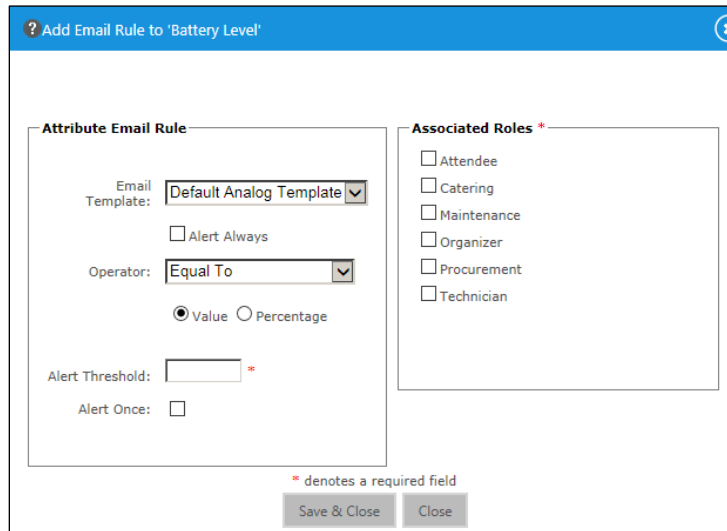 ?Add Email Rule to 'Battery Level'
Attribute Email Rule
Email
Template:
Default Analog Template
Alert Always
Operator:
Equal To
Value
Percentage
Alert Threshold:
*
Alert Once:
Associated Roles *
Attendee
Catering
Maintenance
Organizer
Procurement
Technician
* denotes a required field
Save & Close
Close